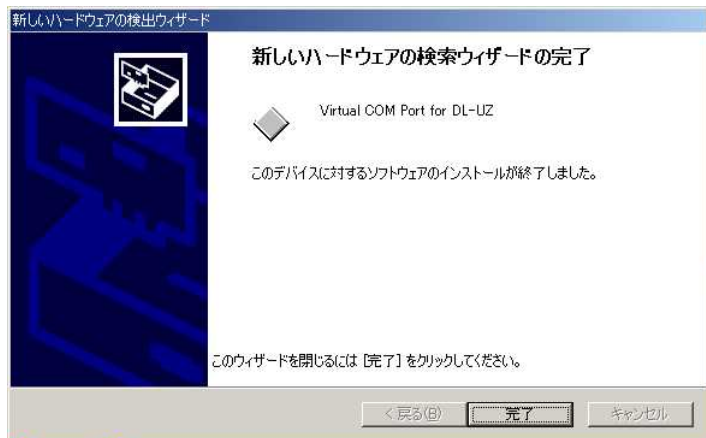 新しいハードウェアの検出ウィザード
新しいハードウェアの検索ウィザードの完了
Virtual COM Port for DL-UZ
このデバイスに対するソフトウェアのインストールが終了しました。
このウィザードを閉じるには [完了] をクリックしてください。
< 戻る(B)
完了
キャンセル